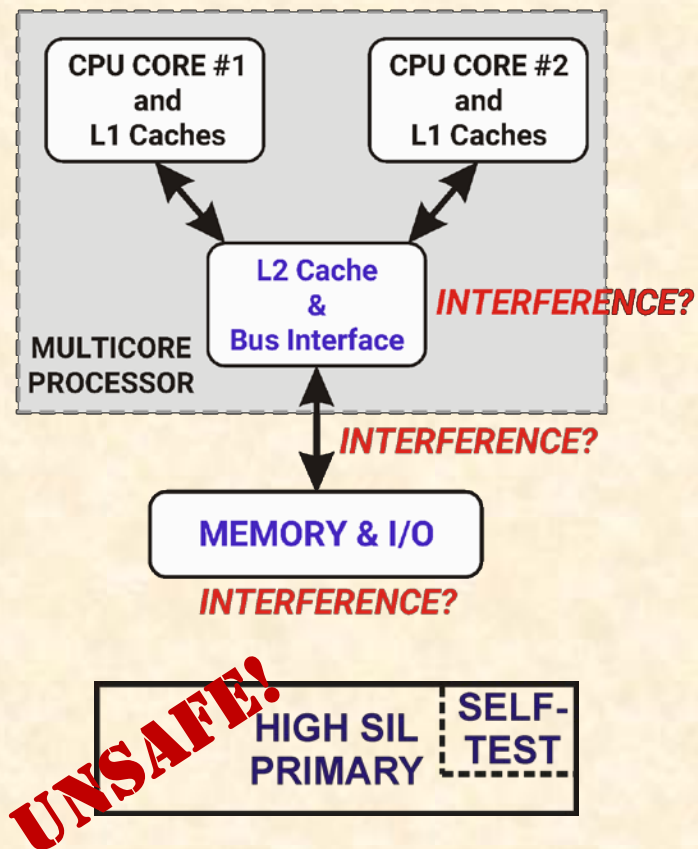 CPU CORE #1
and
L1 Caches
CPU CORE #2
and
L1 Caches
L2 Cache
&
Bus Interface
INTERFERENCE?
MULTICORE
PROCESSOR
INTERFERENCE?
MEMORY & I/O
INTERFERENCE?
UNSAFE!
HIGH SIL
PRIMARY
SELF-
TEST